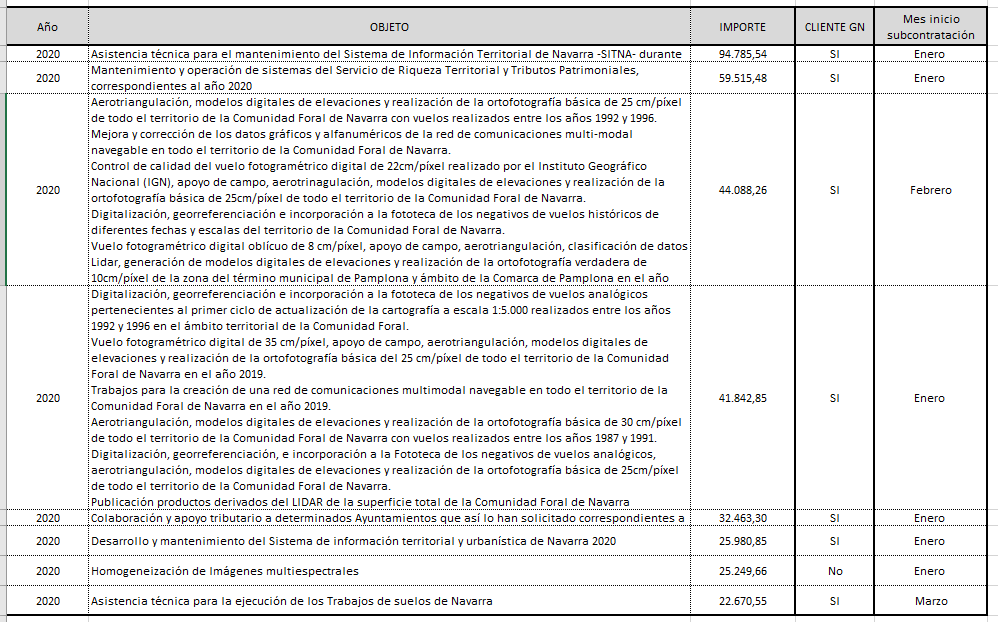 Año OBJETO IMPORTE CLIENTE GN Mes inicio subcontratación
2020 Asistencia técnica para el mantenimiento del Sistema de Información Territorial de Navarra -SITNA- durante 94.785,54 SI Enero
Mantenimiento y operación de sistemas del Servicio de Riqueza Territorial y Tributos Patrimoniales,
correspondientes al año 2020
2020 59.515,48 SI Enero
Aerotriangulación, modelos digitales de elevaciones y realización de la ortofotografía básica de 25 cm/píxel
de todo el territorio de la Comunidad Foral de Navarra con vuelos realizados entre los años 1992 y 1996.
Mejora y corrección de los datos gráficos y alfanuméricos de la red de comunicaciones multi-modal
navegable en todo el territorio de la Comunidad Foral de Navarra.
Control de calidad del vuelo fotogramétrico digital de 22cm/píxel realizado por el Instituto Geográfico
Nacional (IGN), apoyo de campo, aerotrinagulación, modelos digitales de elevaciones y realización de la
ortofotografía básica de 25cm/píxel de todo el territorio de la Comunidad Foral de Navarra.
Digitalización, georreferenciación e incorporación a la fototeca de los negativos de vuelos históricos de
diferentes fechas y escalas del territorio de la Comunidad Foral de Navarra.
Vuelo fotogramétrico digital oblícuo de 8 cm/píxel, apoyo de campo, aerotriangulación, clasificación de datos
Lidar, generación de modelos digitales de elevaciones y realización de la ortofotografía verdadera de
10cm/píxel de la zona del término municipal de Pamplona y ámbito de la Comarca de Pamplona en el año
2020 44.088,26 SI Febrero
Digitalización, georreferenciación e incorporación a la fototeca de los negativos de vuelos analógicos
pertenecientes al primer ciclo de actualización de la cartografía a escala 1:5.000 realizados entre los años
1992 y 1996 en el ámbito territorial de la Comunidad Foral.
Vuelo fotogramétrico digital de 35 cm/píxel, apoyo de campo, aerotriangulación, modelos digitales de
elevaciones y realización de la ortofotografía básica del 25 cm/píxel de todo el territorio de la Comunidad
Foral de Navarra en el año 2019.
Trabajos para la creación de una red de comunicaciones multimodal navegable en todo el territorio de la
Comunidad Foral de Navarra en el año 2019.
Aerotriangulación, modelos digitales de elevaciones y realización de la ortofotografía básica de 30 cm/píxel
de todo el territorio de la Comunidad Foral de Navarra con vuelos realizados entre los años 1987 y 1991.
Digitalización, georreferenciación, e incorporación a la Fototeca de los negativos de vuelos analógicos,
aerotriangulación, modelos digitales de elevaciones y realización de la ortofotografía básica de 25cm/píxel
de todo el territorio de la Comunidad Foral de Navarra.
Publicación productos derivados del LIDAR de la superficie total de la Comunidad Foral de Navarra
2020 41.842,85 SI Enero
2020 Colaboración y apoyo tributario a determinados Ayuntamientos que así lo han solicitado correspondientes a 32.463,30 SI Enero
2020 Desarrollo y mantenimiento del Sistema de información territorial y urbanística de Navarra 2020 25.980,85 SI Enero
2020 Homogeneización de Imágenes multiespectrales 25.249,66 No Enero
2020 Asistencia técnica para la ejecución de los Trabajos de suelos de Navarra 22.670,55 SI Marzo